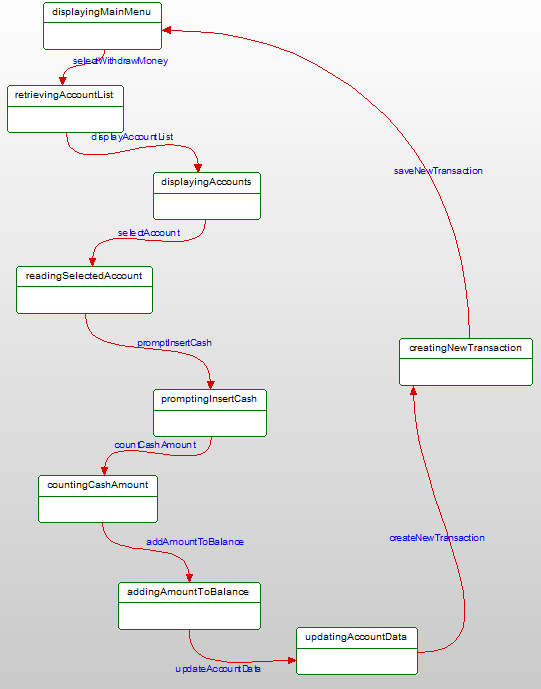 displayingMainMenu
selectWithdrawMoney
retrievingAccountList
displayAccountList
displayingAccounts
saveNewTransaction
selectAccount
readingSelectedAccount
promptInsertCash
creatingNewTransaction
promptingInsertCash
countCashAmount
countingCashAmount
createNewTransaction
addAmountToBalance
addingAmountToBalance
updatingAccountData
updateAccountData